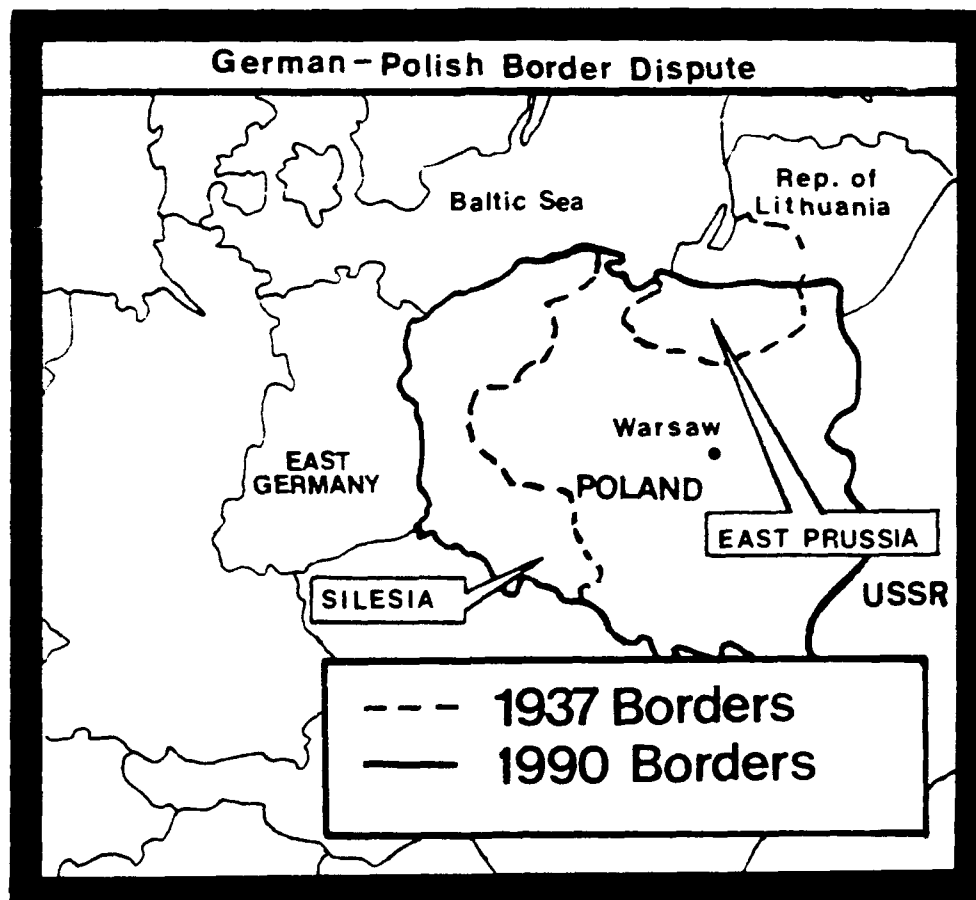 German-Polish Border Dispute
Rep. of
Lithuania
Baltic Sea
Warsaw
EAST
GERMANY
POLAND
EAST PRUSSIA
SILESIA
USSR
1937 Borders
1990 Borders